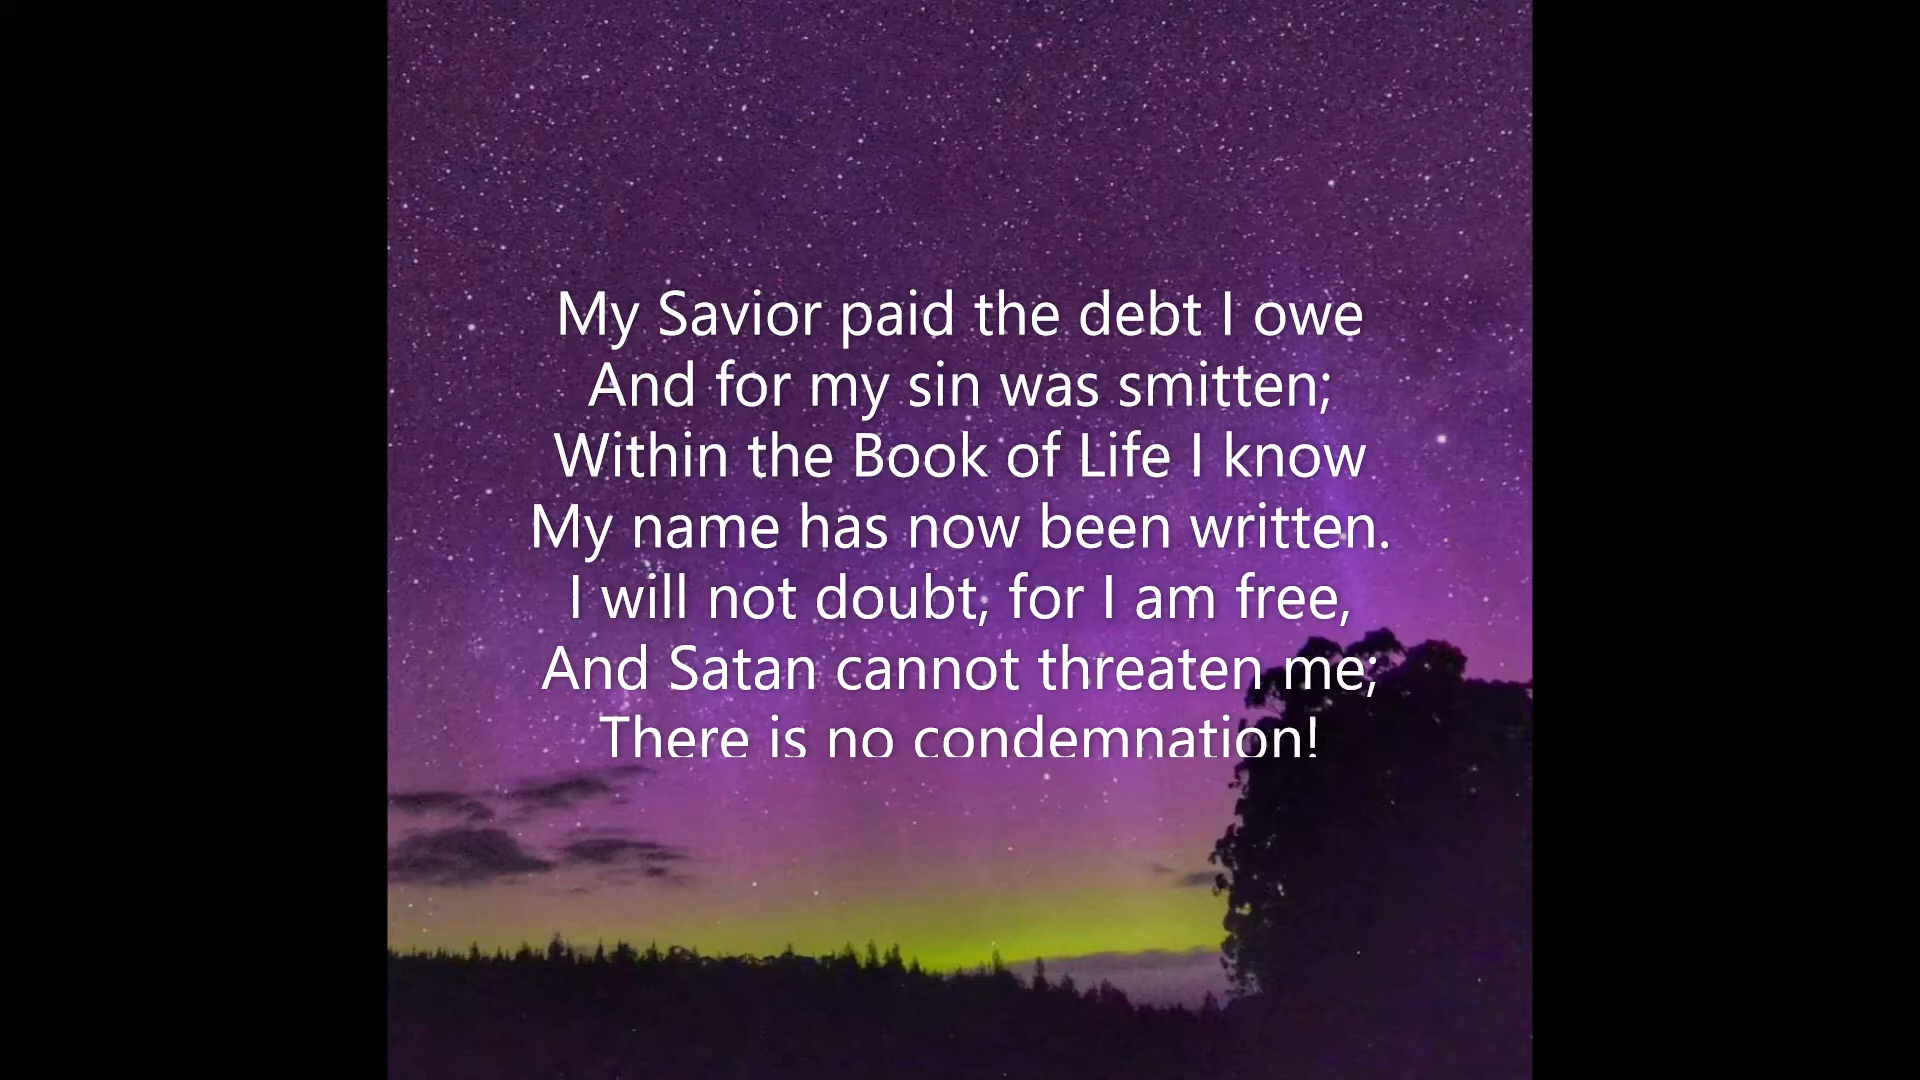 My Savior paid the debt I owe
And for my sin was smitten;
Within the Book of Life I know
My name has now been written.
I will not doubt, for I am free,
And Satan cannot threaten me;
There is no condemnation!